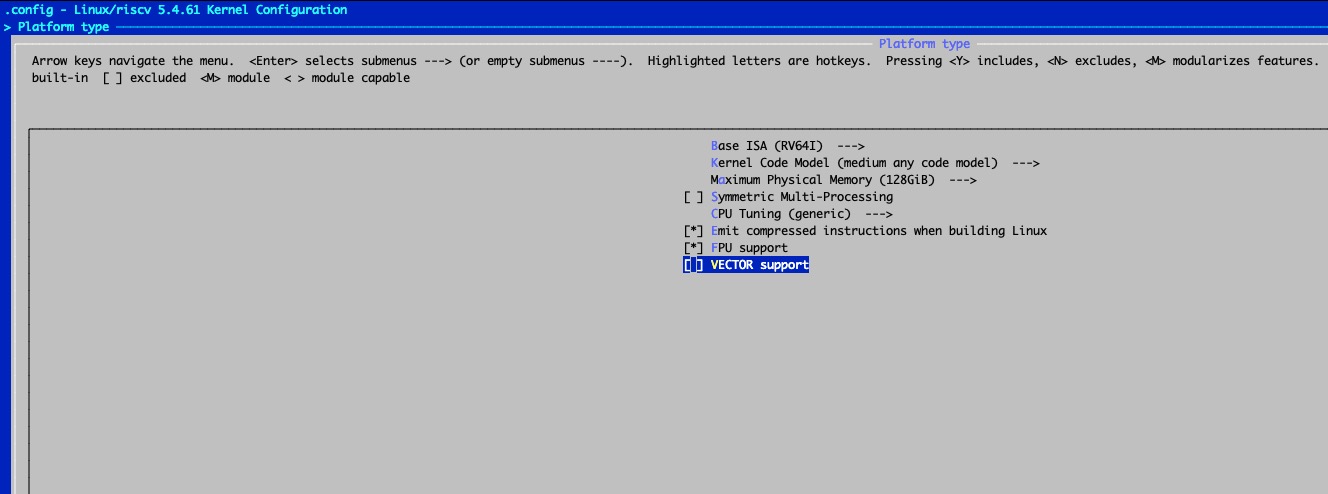 .config - Linux/riscv 5.4.61 Kernel Configuration
> Platform type
Platform type
Arrow keys navigate the menu.  <Enter> selects submenus ---> (or empty submenus ----).  Highlighted letters are hotkeys.  Pressing <Y> includes, <N> excludes, <M> modularizes features.
built-in  [ ] excluded  <M> module  < > module capable
Base ISA (RV64I)  --->
Kernel Code Model (medium any code model)  --->
Maximum Physical Memory (128GiB)  --->
[ ] Symmetric Multi-Processing
CPU Tuning (generic)  --->
[*] Emit compressed instructions when building Linux
[*] FPU support
[ ] VECTOR support